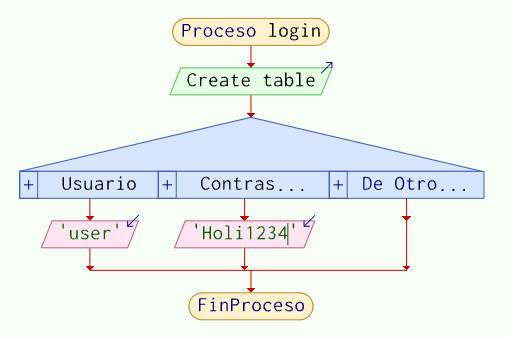 Proceso login
Create table
+ Usuario + Contras... + De Otro...
'user' 'Holi1234'
FinProceso